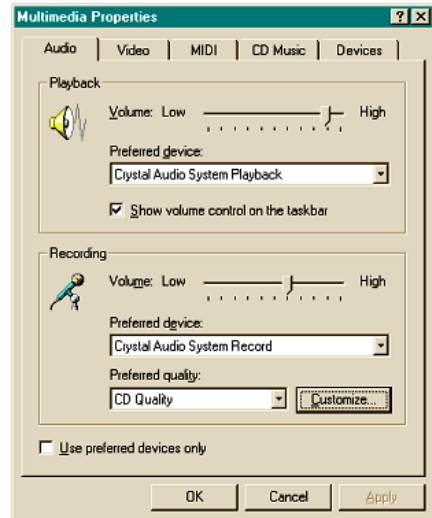 Multimedia Properties ? ×
Audio Video MIDI CD Music Devices
Playback
Volume: Low High
Preferred device:
Crystal Audio System Playback
Show volume control on the taskbar
Recording
Volume: Low High
Preferred device:
Crystal Audio System Record
Preferred quality:
CD Quality Customize...
Use preferred devices only
OK Cancel Apply